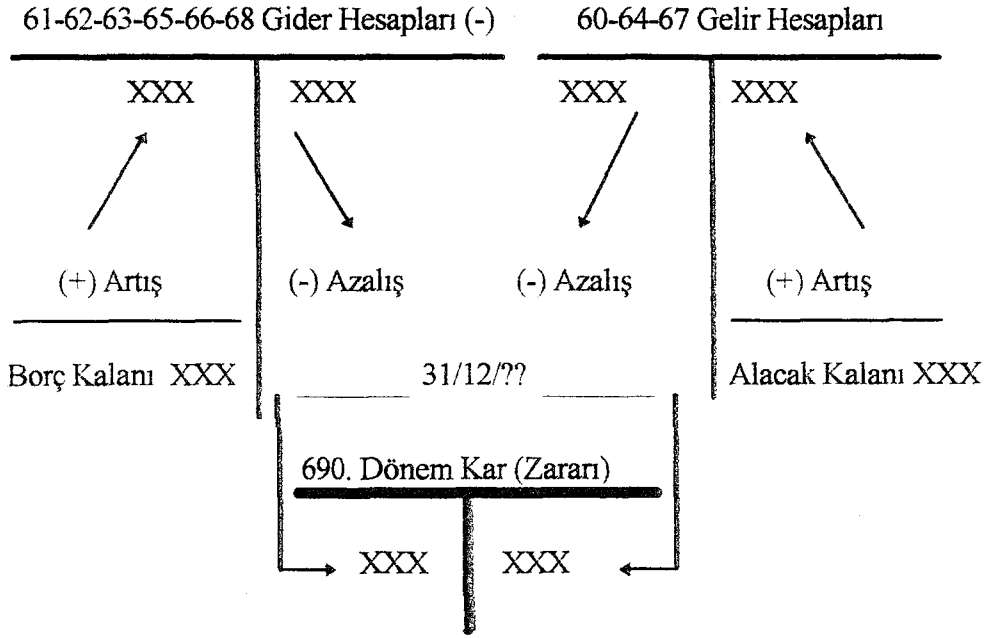 61-62-63-65-66-68 Gider Hesapları (-) 60-64-67 Gelir Hesapları
XXX XXX XXX XXX
(+) Artış (-) Azalış (-) Azalış (+) Artış
Borç Kalanı XXX 31/12/?? Alacak Kalanı XXX
690. Dönem Kar (Zararı)
XXX XXX